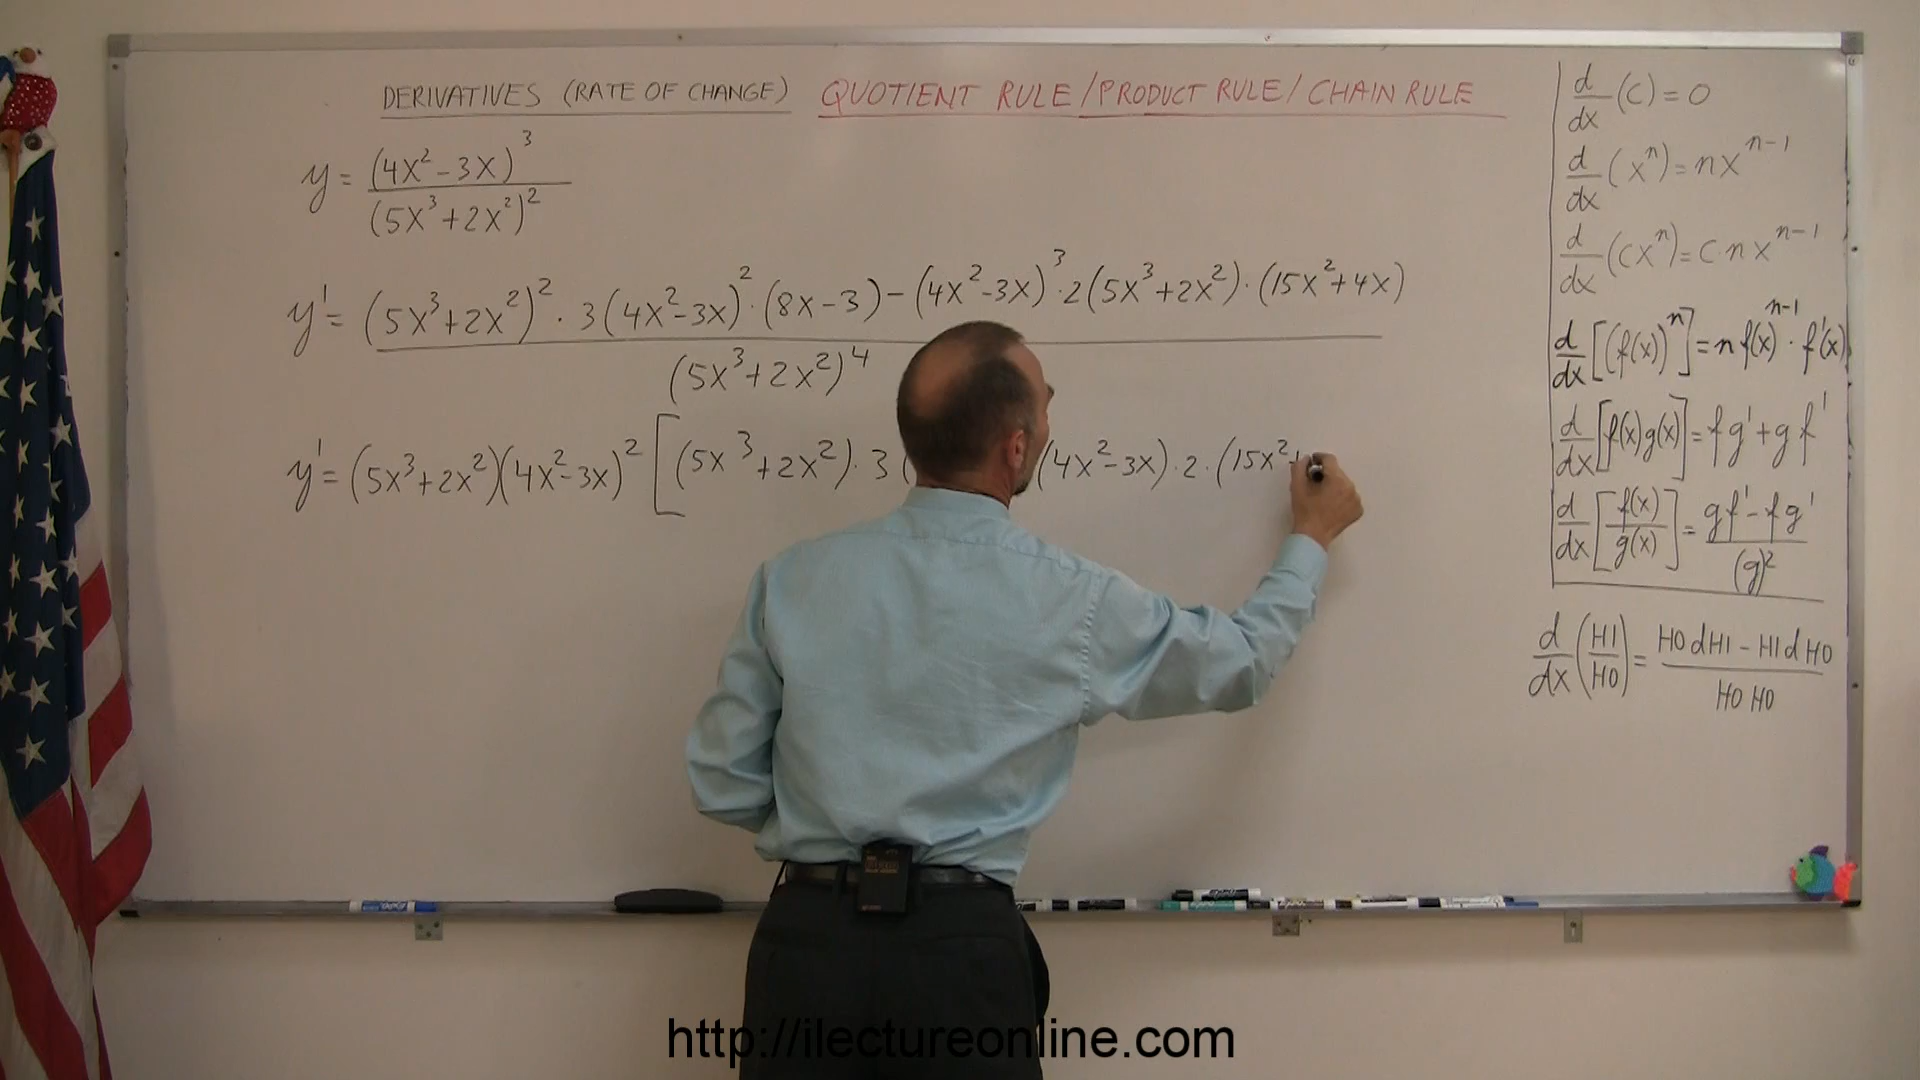 DERIVATIVES (RATE OF CHANGE) QUOTIENT RULE/PRODUCT RULE/CHAIN RULE
y = (4x² - 3x)³ / (5x³ + 2x²)²
y' = (5x³ + 2x²)² · 3(4x² - 3x)² · (8x - 3) - (4x² - 3x)³ · 2(5x³ + 2x²) · (15x² + 4x)
(5x³ + 2x²)⁴
y' = (5x³ + 2x²)(4x² - 3x)² [(5x³ + 2x²) · 3( (4x² - 3x) · 2 · (15x² +
d/dx (c) = 0
d/dx (xⁿ) = nxⁿ⁻¹
d/dx (cxⁿ) = c·nxⁿ⁻¹
d/dx [(f(x))ⁿ] = n f(x)ⁿ⁻¹ · f'(x)
d/dx [f(x)g(x)] = fg' + gf'
d/dx [f(x)/g(x)] = gf' - fg' / (g)²
d/dx (HI/HO) = HO dHI - HI dHO / HO HO
http://ilectureonline.com